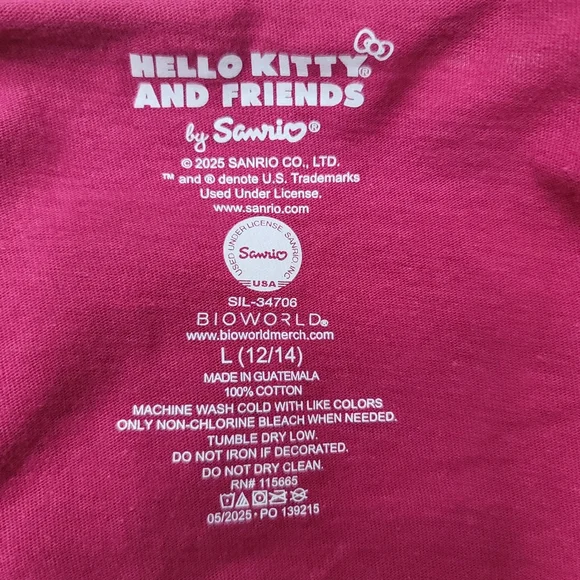 HELLO KITTY®
AND FRIENDS
by Sanrio®
© 2025 SANRIO CO., LTD.
™ and ® denote U.S. Trademarks
Used Under License.
www.sanrio.com
USED UNDER LICENSE, SANRIO INC
Sanrio
USA
SIL-34706
BIOWORLD®
www.bioworldmerch.com
L (12/14)
MADE IN GUATEMALA
100% COTTON
MACHINE WASH COLD WITH LIKE COLORS
ONLY NON-CHLORINE BLEACH WHEN NEEDED.
TUMBLE DRY LOW.
DO NOT IRON IF DECORATED.
DO NOT DRY CLEAN.
RN# 115665
05/2025 • PO 139215